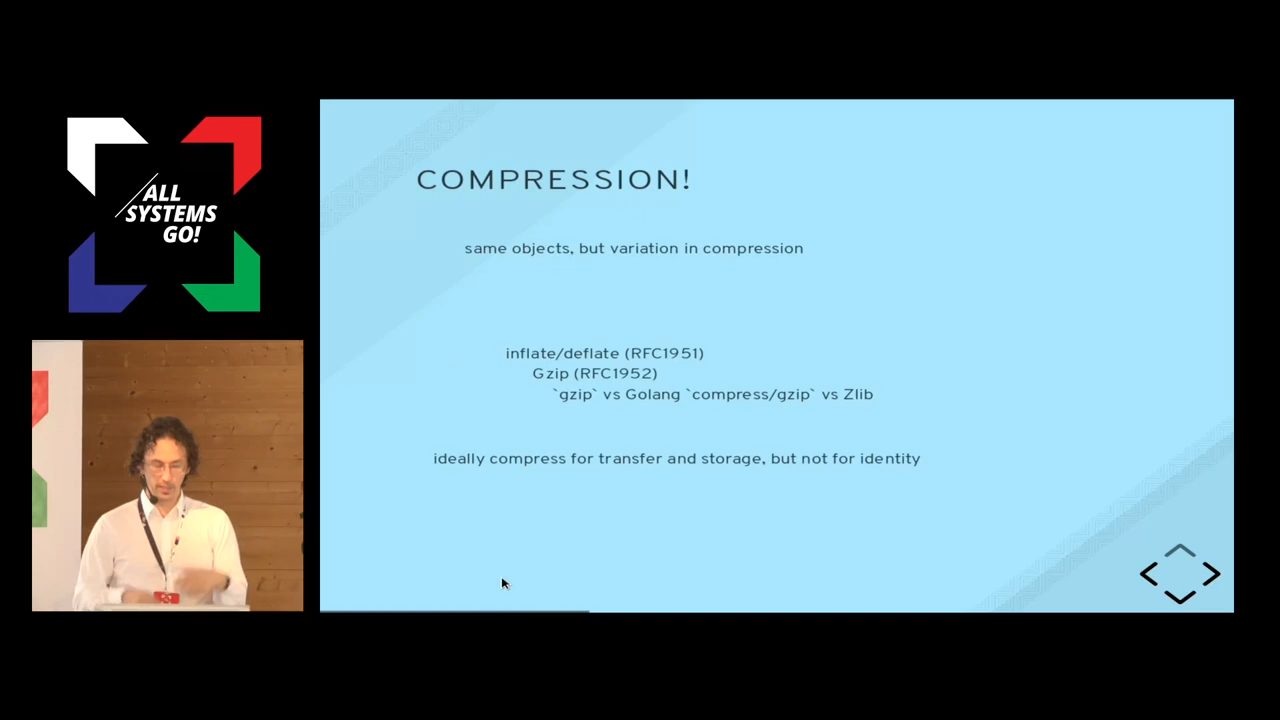 ALL
SYSTEMS
GO!
COMPRESSION!
same objects, but variation in compression
inflate/deflate (RFC1951)
Gzip (RFC1952)
`gzip` vs Golang `compress/gzip` vs Zlib
ideally compress for transfer and storage, but not for identity